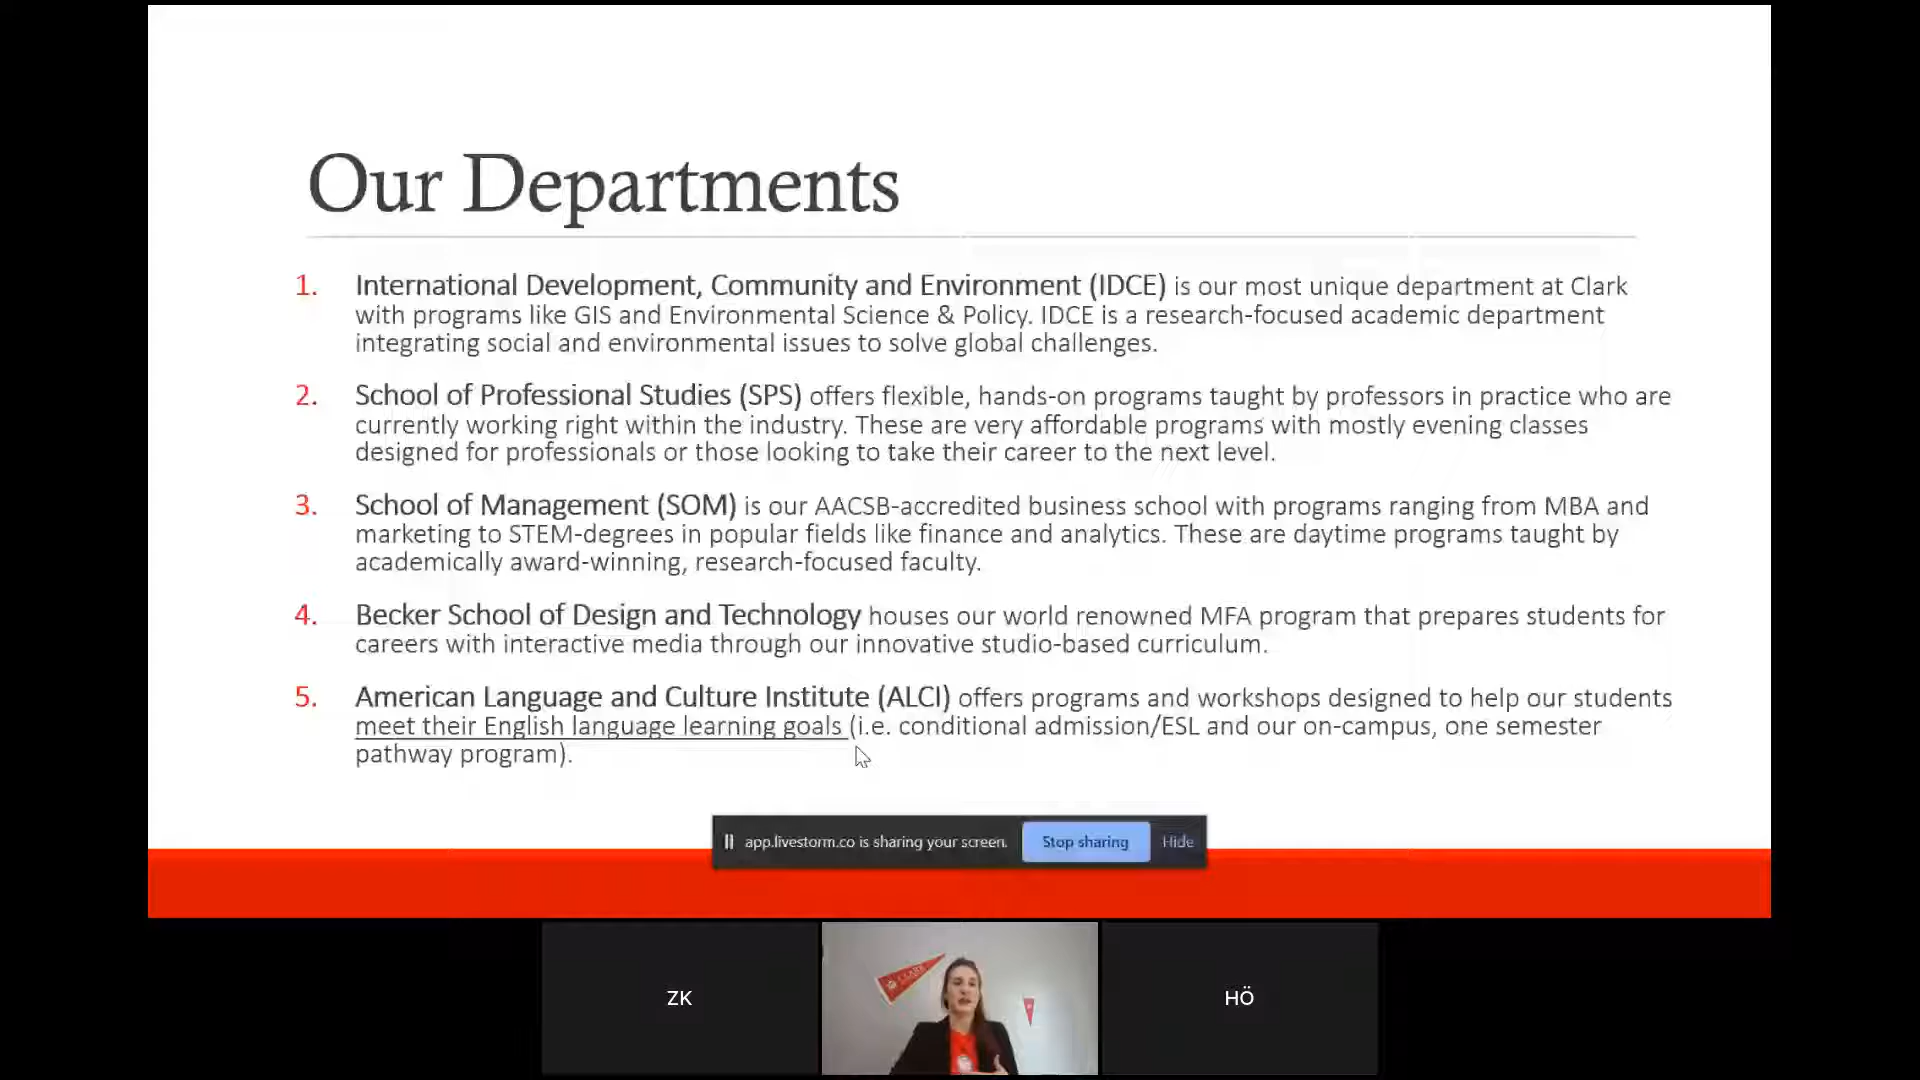 Our Departments
1. International Development, Community and Environment (IDCE) is our most unique department at Clark
with programs like GIS and Environmental Science & Policy. IDCE is a research-focused academic department
integrating social and environmental issues to solve global challenges.
2. School of Professional Studies (SPS) offers flexible, hands-on programs taught by professors in practice who are
currently working right within the industry. These are very affordable programs with mostly evening classes
designed for professionals or those looking to take their career to the next level.
3. School of Management (SOM) is our AACSB-accredited business school with programs ranging from MBA and
marketing to STEM-degrees in popular fields like finance and analytics. These are daytime programs taught by
academically award-winning, research-focused faculty.
4. Becker School of Design and Technology houses our world renowned MFA program that prepares students for
careers with interactive media through our innovative studio-based curriculum.
5. American Language and Culture Institute (ALCI) offers programs and workshops designed to help our students
meet their English language learning goals (i.e. conditional admission/ESL and our on-campus, one semester
pathway program).
app.livestorm.co is sharing your screen. Stop sharing Hide
ZK
CLARK
HÖ